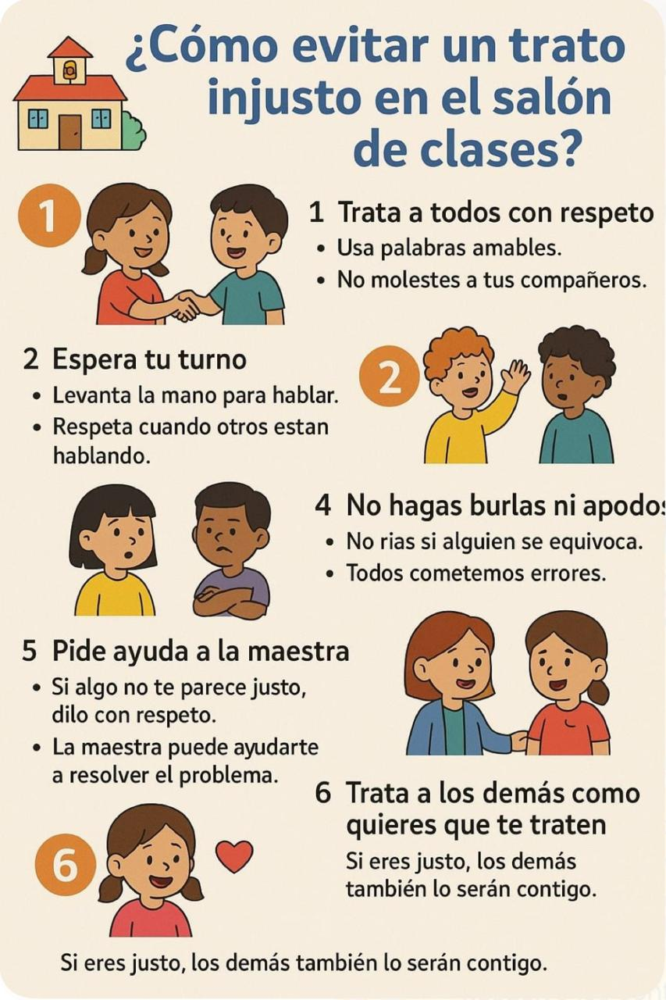 ¿Cómo evitar un trato
injusto en el salón
de clases?
1
1 Trata a todos con respeto
• Usa palabras amables.
• No molestes a tus compañeros.
2 Espera tu turno
• Levanta la mano para hablar.
• Respeta cuando otros estan
hablando.
2
4 No hagas burlas ni apodos
• No rias si alguien se equivoca.
• Todos cometemos errores.
5 Pide ayuda a la maestra
• Si algo no te parece justo,
dilo con respeto.
• La maestra puede ayudarte
a resolver el problema.
6 Trata a los demás como
quieres que te traten
Si eres justo, los demás
también lo serán contigo.
6
Si eres justo, los demás también lo serán contigo.